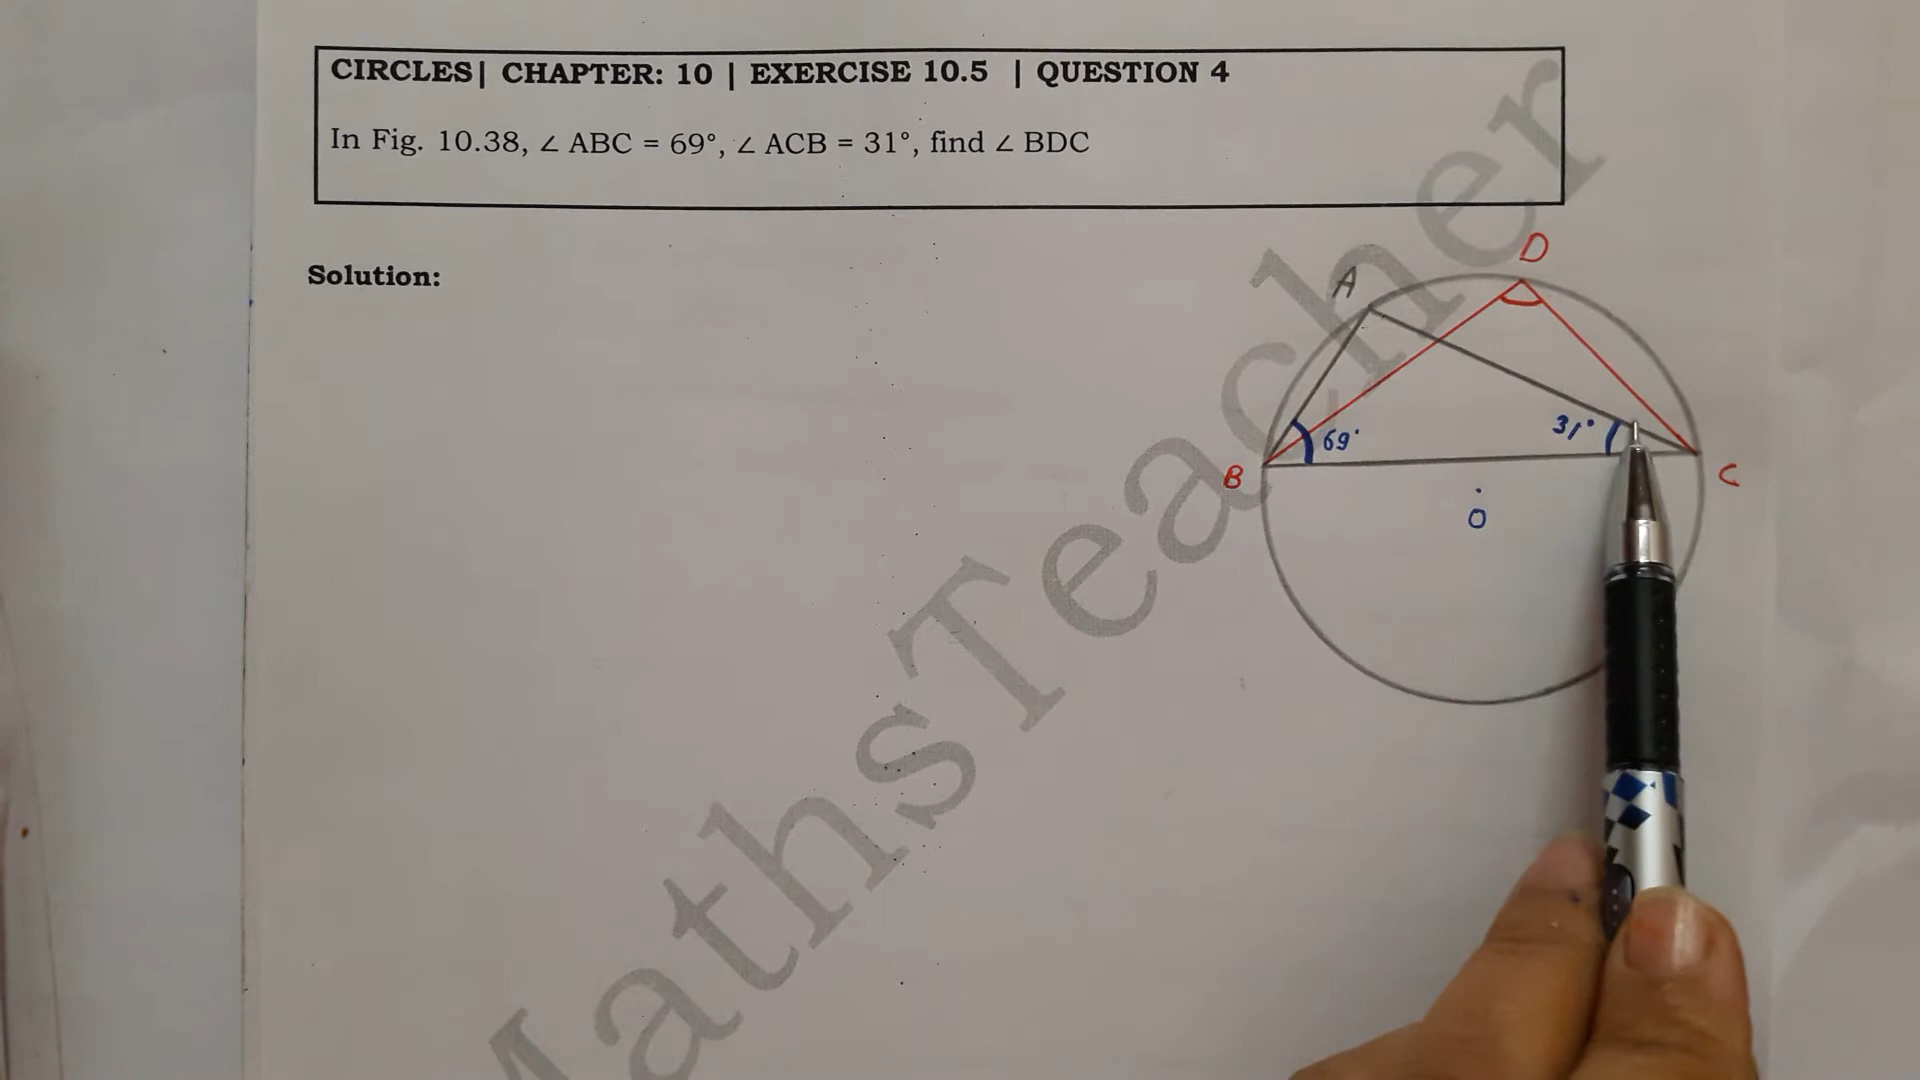 CIRCLES| CHAPTER: 10 | EXERCISE 10.5 | QUESTION 4
In Fig. 10.38, ∠ ABC = 69°, ∠ ACB = 31°, find ∠ BDC
Solution:
D
A
69°
31°
B
C
O
MathsTeacher